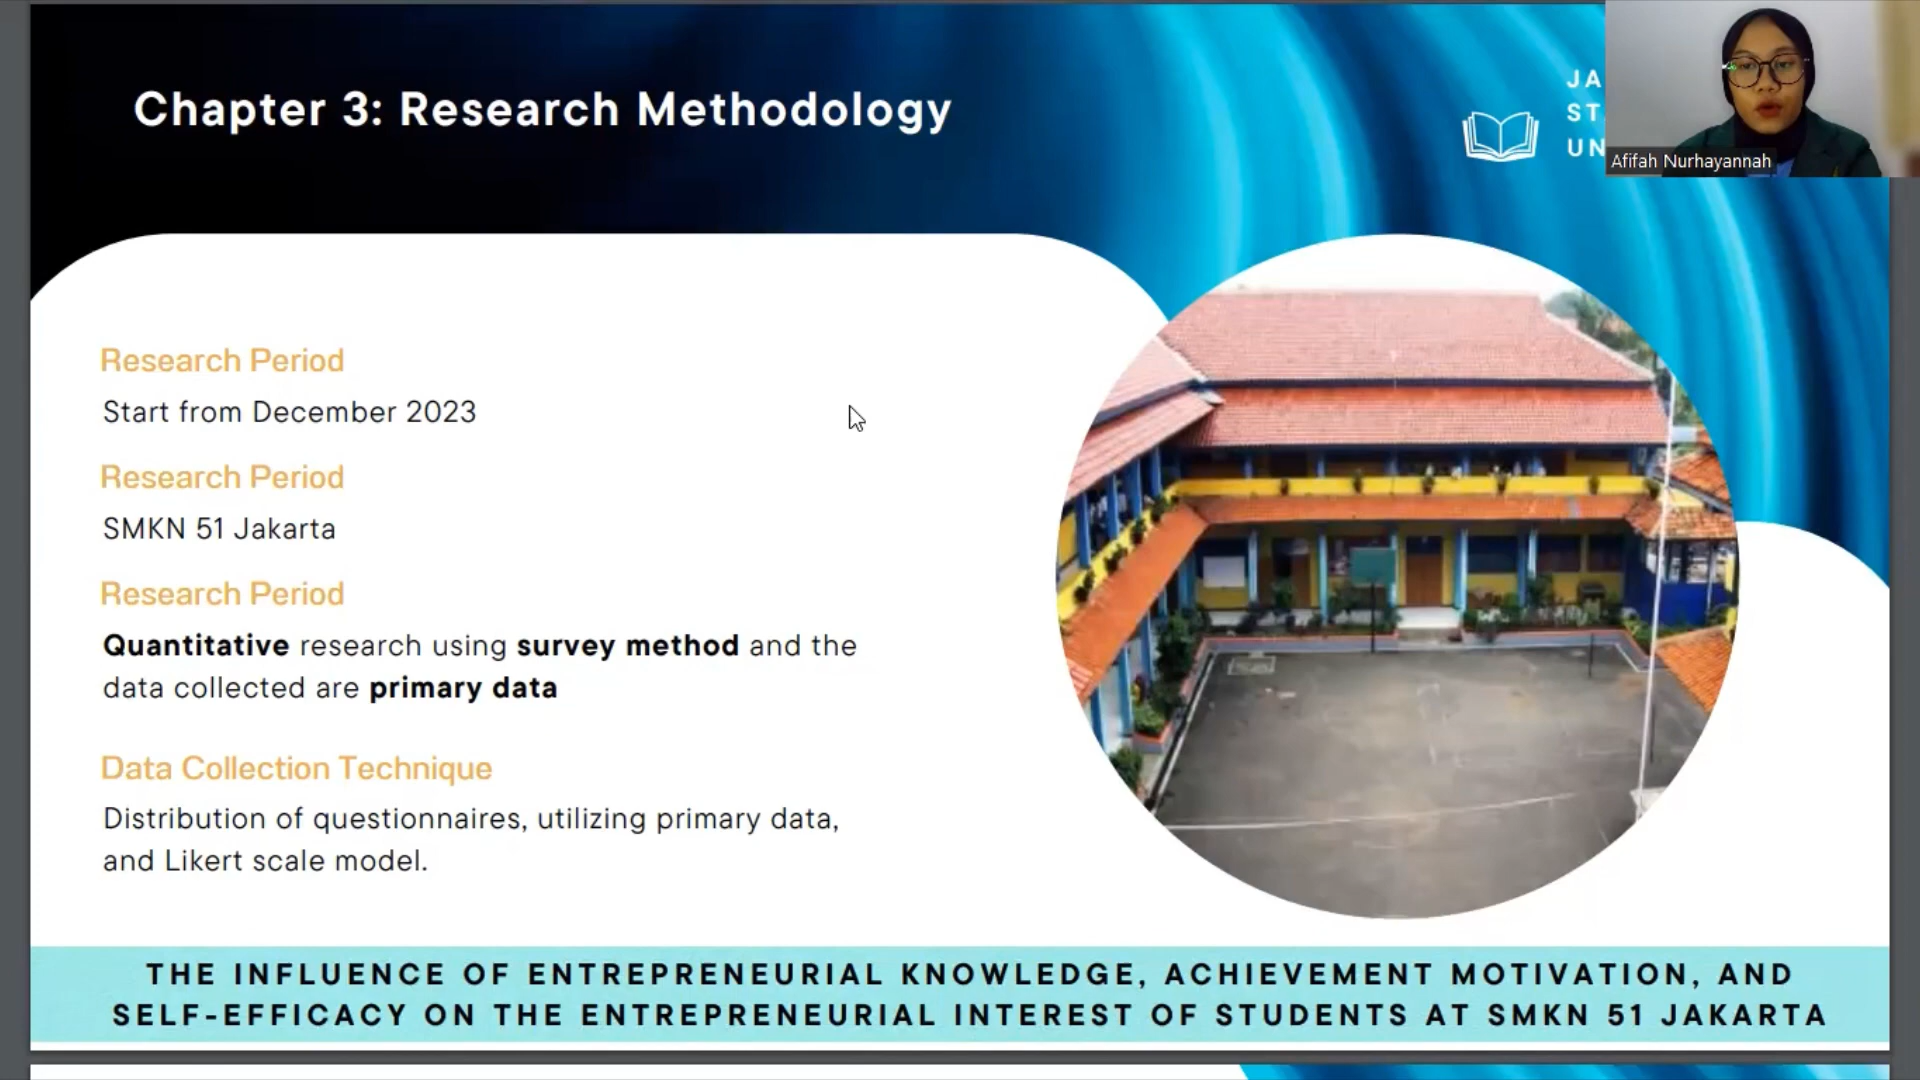 Chapter 3: Research Methodology
JA
ST
UN
Afifah Nurhayannah
Research Period
Start from December 2023
Research Period
SMKN 51 Jakarta
Research Period
Quantitative research using survey method and the
data collected are primary data
Data Collection Technique
Distribution of questionnaires, utilizing primary data,
and Likert scale model.
THE INFLUENCE OF ENTREPRENEURIAL KNOWLEDGE, ACHIEVEMENT MOTIVATION, AND
SELF-EFFICACY ON THE ENTREPRENEURIAL INTEREST OF STUDENTS AT SMKN 51 JAKARTA